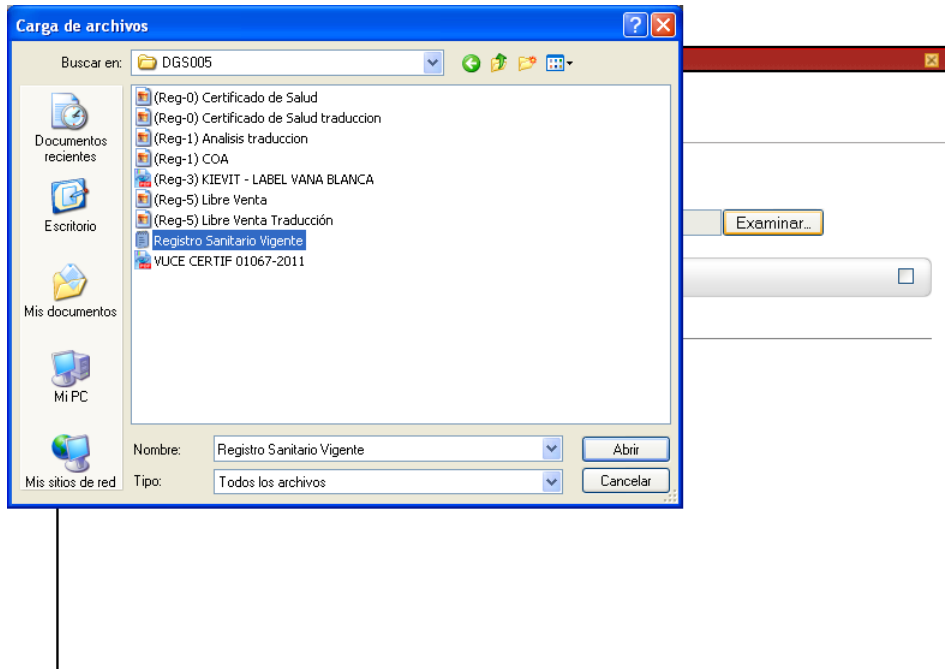 Carga de archivos
Buscar en: DGS005
Documentos recientes
Escritorio
Mis documentos
Mi PC
Mis sitios de red
(Reg-0) Certificado de Salud
(Reg-0) Certificado de Salud traduccion
(Reg-1) Analisis traduccion
(Reg-1) COA
(Reg-3) KIEVIT - LABEL VANA BLANCA
(Reg-5) Libre Venta
(Reg-5) Libre Venta Traducción
Registro Sanitario Vigente
VUCE CERTIF 01067-2011
Nombre: Registro Sanitario Vigente Abrir
Tipo: Todos los archivos Cancelar
Examinar...